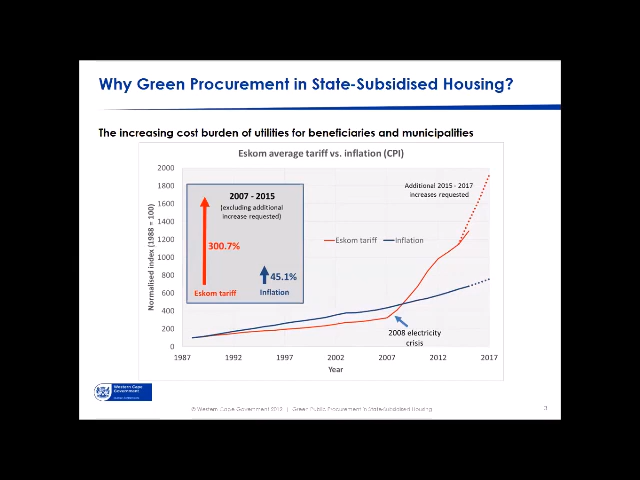 Why Green Procurement in State-Subsidised Housing?
The increasing cost burden of utilities for beneficiaries and municipalities
Eskom average tariff vs. inflation (CPI)
Normalised index (1988 = 100)
2000
1800
1600
1400
1200
1000
800
600
400
200
0
2007 - 2015
(excluding additional
increase requested)
300.7%
45.1%
Eskom tariff
Inflation
Additional 2015 - 2017
increases requested
Eskom tariff
Inflation
2008 electricity
crisis
1987
1992
1997
2002
2007
2012
2017
Year
Western Cape
Government
© Western Cape Government 2012 | Green Public Procurement in State-Subsidised Housing
3